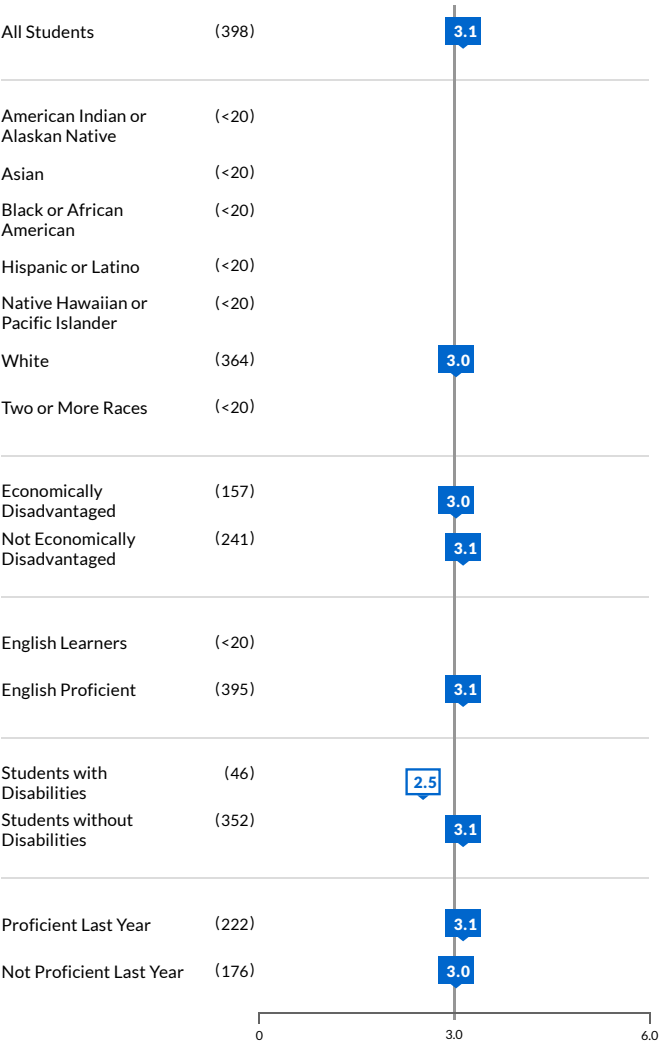 All Students (398) 3.1
American Indian or
Alaskan Native (<20)
Asian (<20)
Black or African
American (<20)
Hispanic or Latino (<20)
Native Hawaiian or
Pacific Islander (<20)
White (364) 3.0
Two or More Races (<20)
Economically
Disadvantaged (157) 3.0
Not Economically
Disadvantaged (241) 3.1
English Learners (<20)
English Proficient (395) 3.1
Students with
Disabilities (46) 2.5
Students without
Disabilities (352) 3.1
Proficient Last Year (222) 3.1
Not Proficient Last Year (176) 3.0
0 3.0 6.0